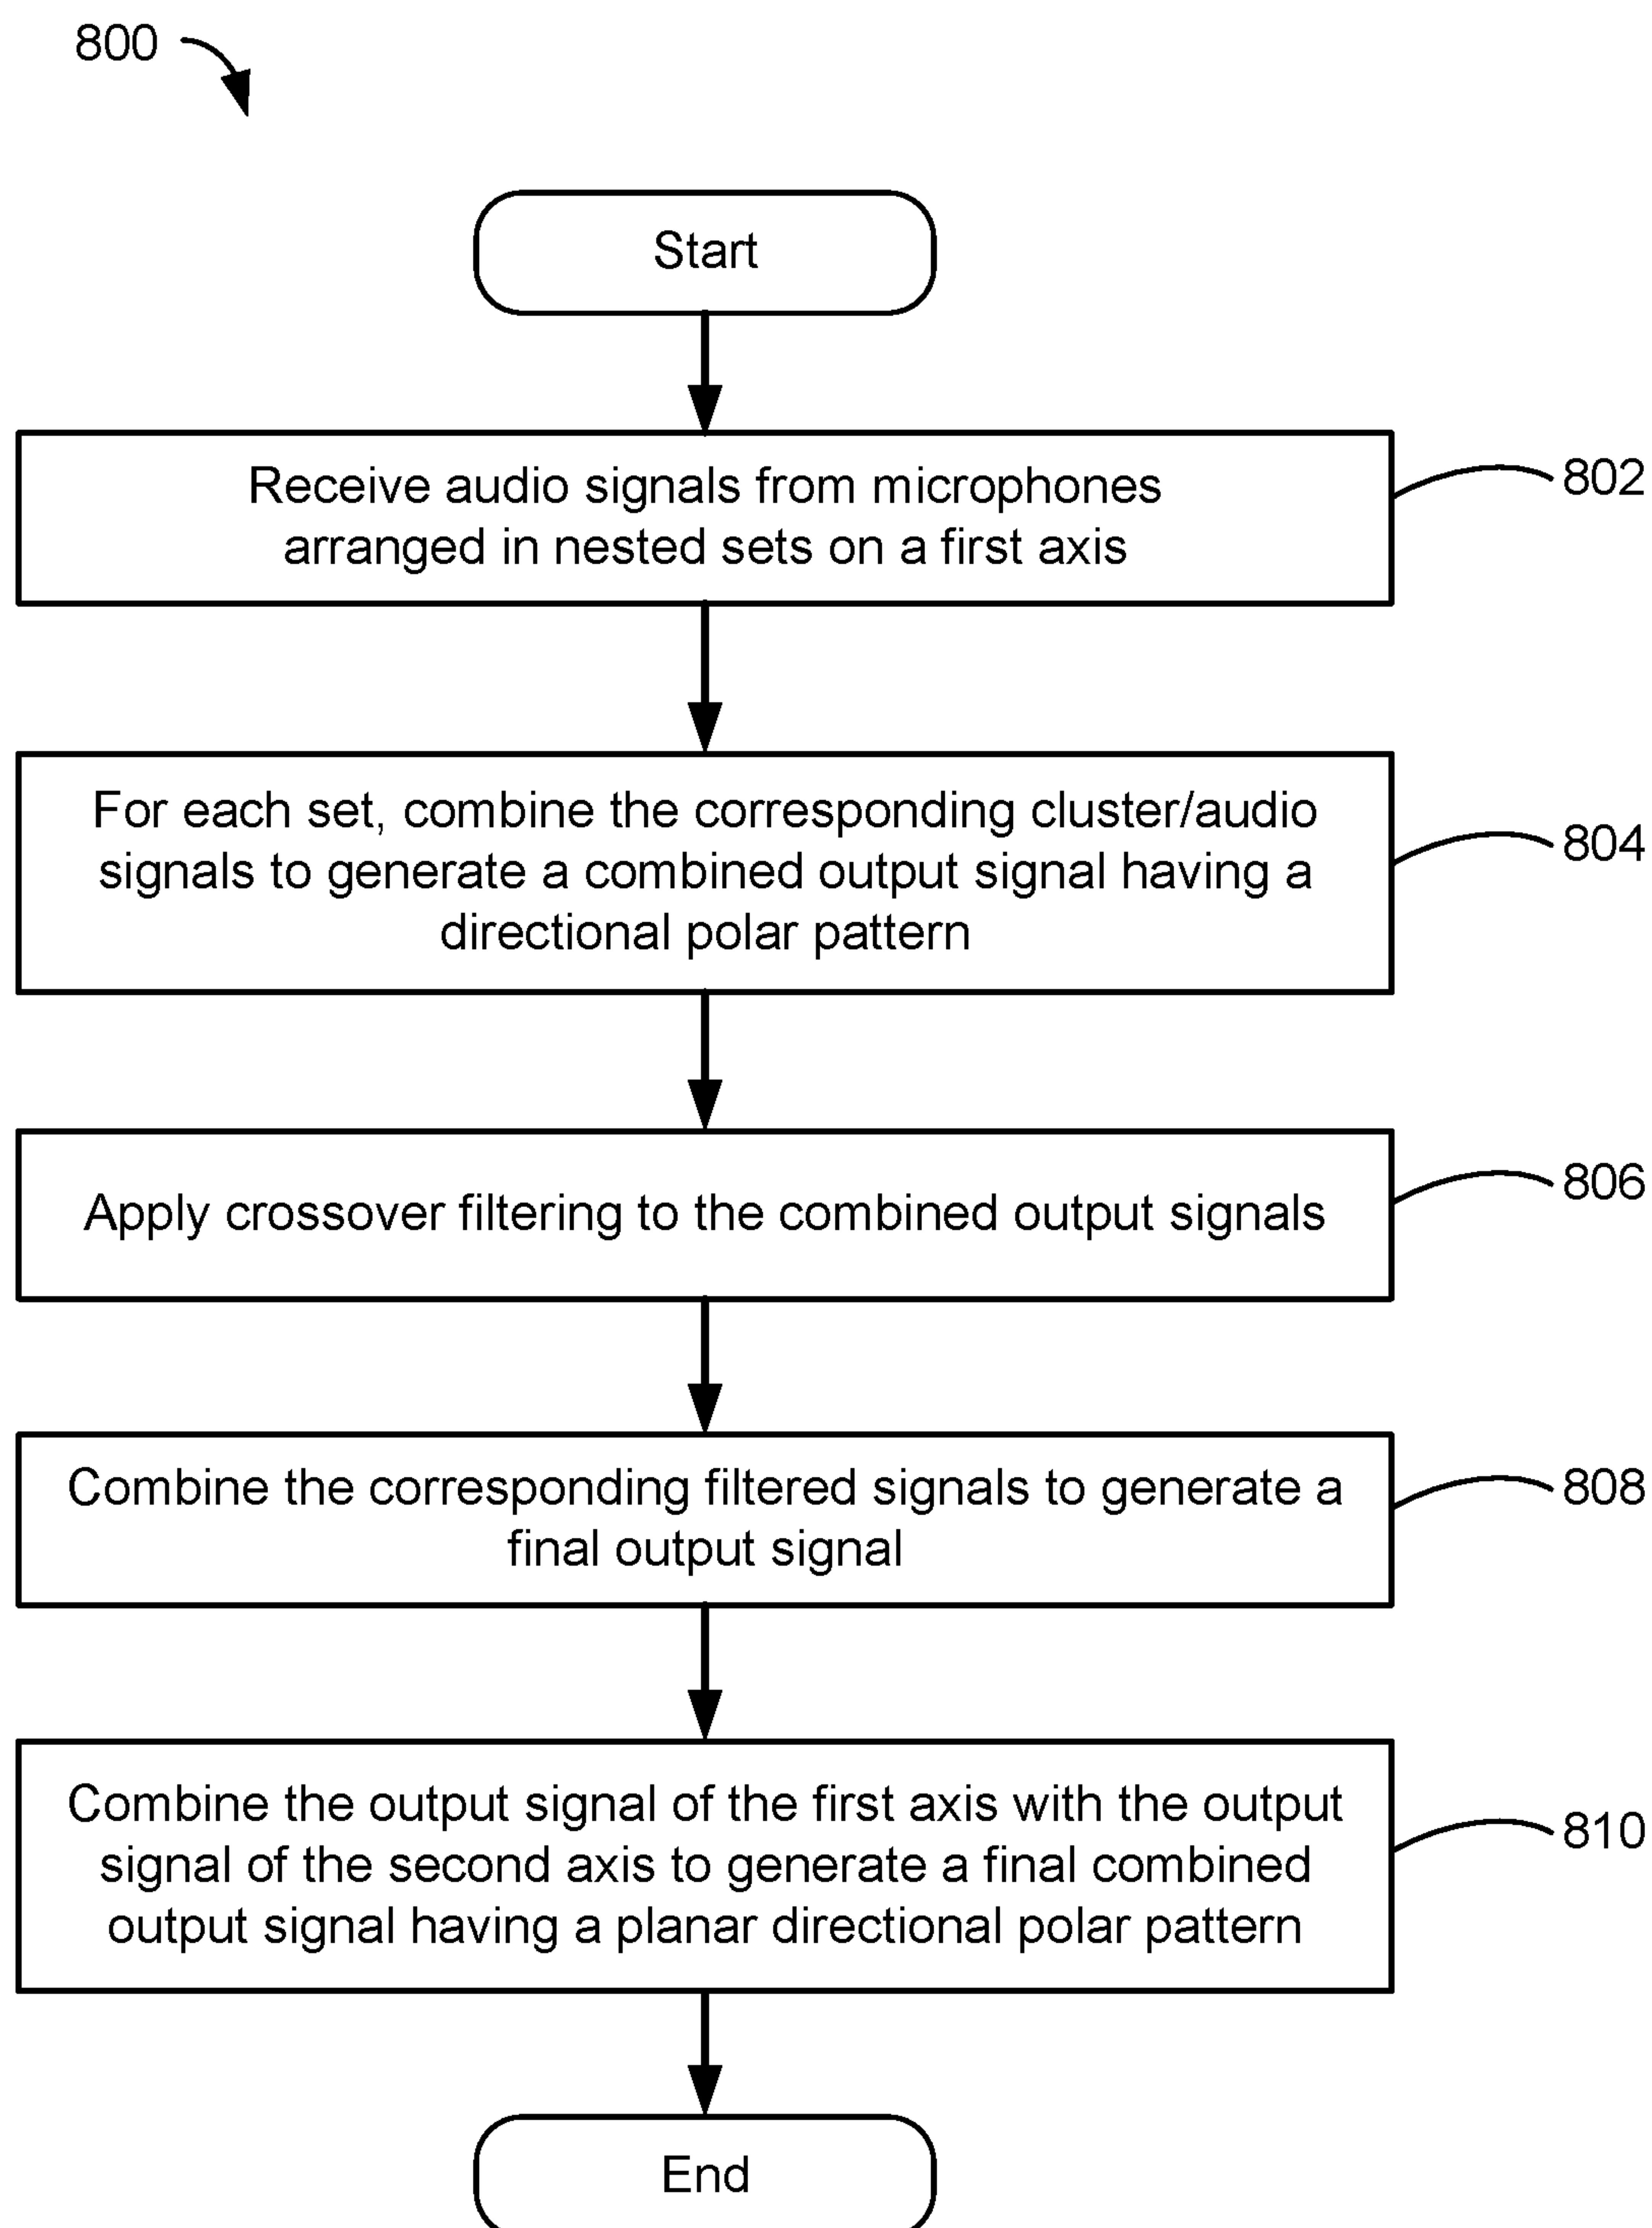 800
Start
Receive audio signals from microphones
arranged in nested sets on a first axis
802
For each set, combine the corresponding cluster/audio
signals to generate a combined output signal having a
directional polar pattern
804
Apply crossover filtering to the combined output signals
806
Combine the corresponding filtered signals to generate a
final output signal
808
Combine the output signal of the first axis with the output
signal of the second axis to generate a final combined
output signal having a planar directional polar pattern
810
End